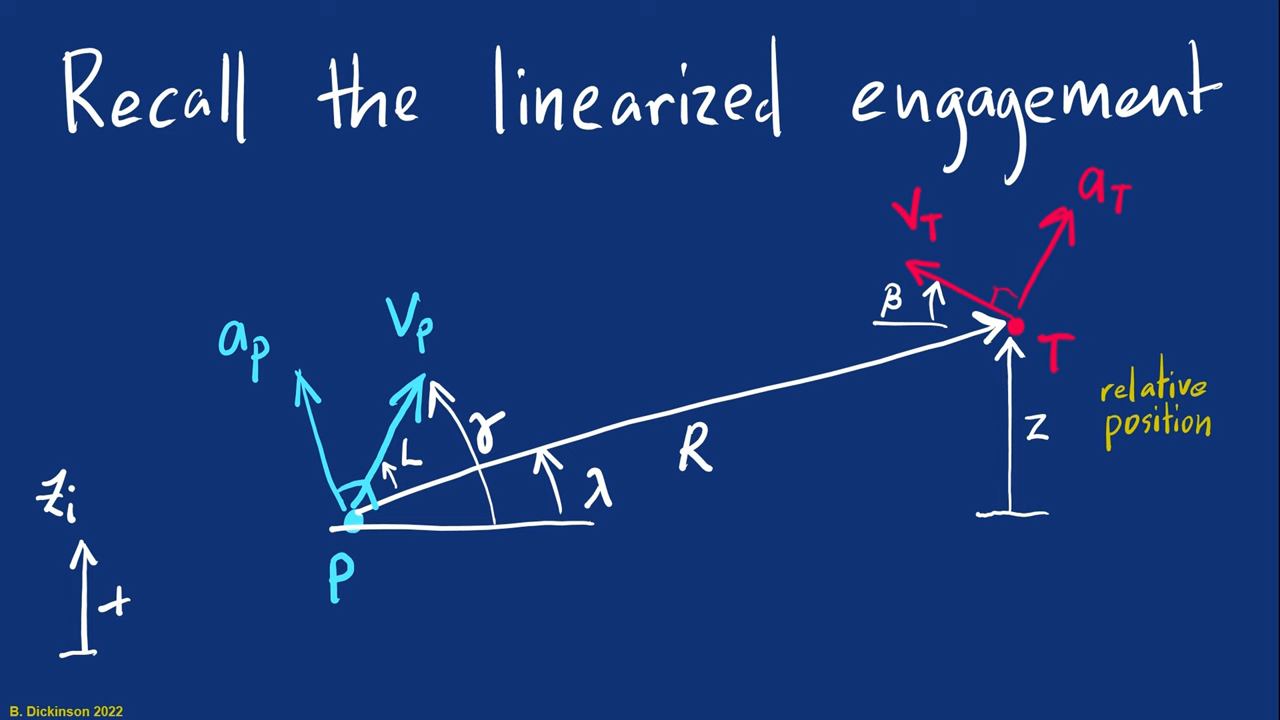 Recall the linearized engagement
a_T
V_T
β
V_P
a_P
T
relative
position
γ
L
R
z
λ
z_i
P
+
B. Dickinson 2022